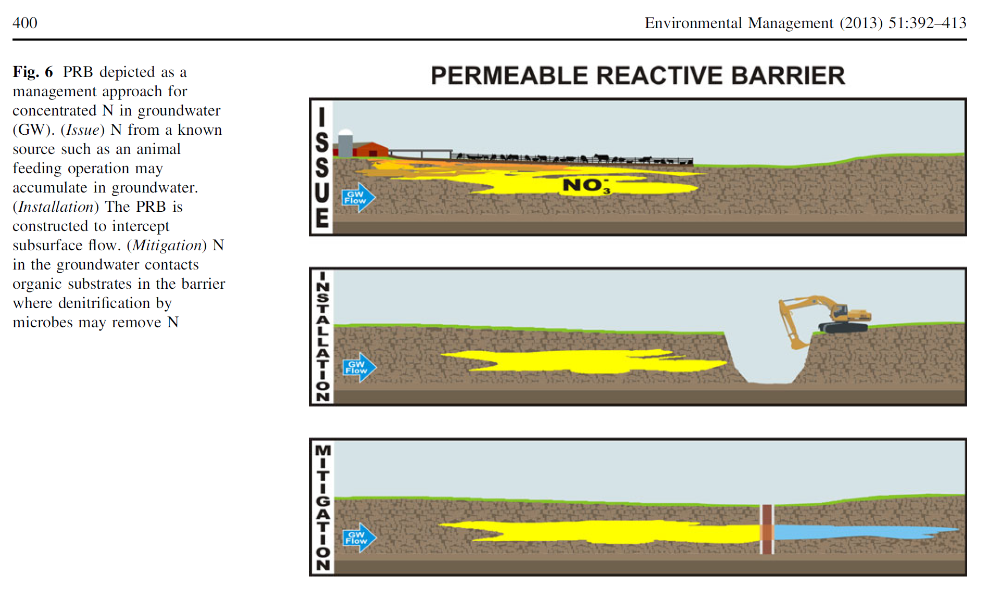 400
Environmental Management (2013) 51:392–413
Fig. 6 PRB depicted as a
management approach for
concentrated N in groundwater
(GW). (Issue) N from a known
source such as an animal
feeding operation may
accumulate in groundwater.
(Installation) The PRB is
constructed to intercept
subsurface flow. (Mitigation) N
in the groundwater contacts
organic substrates in the barrier
where denitrification by
microbes may remove N
PERMEABLE REACTIVE BARRIER
ISSUE
NO₃⁻
GW
Flow
INSTALLATION
GW
Flow
MITIGATION
GW
Flow